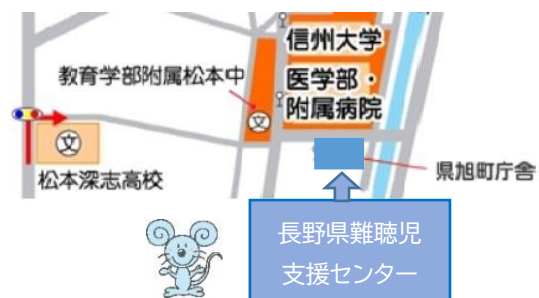 信州大学
医学部・
附属病院
教育学部附属松本中
文
文
松本深志高校
県旭町庁舎
長野県難聴児
支援センター